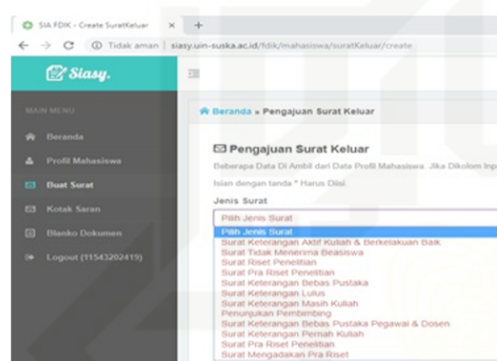 SIA FDIK - Create SuratKeluar
Tidak aman | siasy.uin-suska.ac.id/fdik/mahasiswa/suratKeluar/create
Siasy.
MAIN MENU
Beranda
Profil Mahasiswa
Buat Surat
Kotak Saran
Blanko Dokumen
Logout (11543202419)
Beranda » Pengajuan Surat Keluar
Pengajuan Surat Keluar
Beberapa Data Di Ambil dari Data Profil Mahasiswa. Jika Dikolom Inp
Isian dengan tanda * Harus Diisi.
Jenis Surat
Pilih Jenis Surat
Pilih Jenis Surat
Surat Keterangan Aktif Kuliah & Berkelakuan Baik
Surat Tidak Menerima Beasiswa
Surat Riset Penelitian
Surat Pra Riset Penelitian
Surat Keterangan Bebas Pustaka
Surat Keterangan Lulus
Surat Keterangan Masih Kuliah
Penunjukan Pembimbing
Surat Keterangan Bebas Pustaka Pegawai & Dosen
Surat Keterangan Pernah Kuliah
Surat Pra Riset Penelitian
Surat Mengadakan Pra Riset